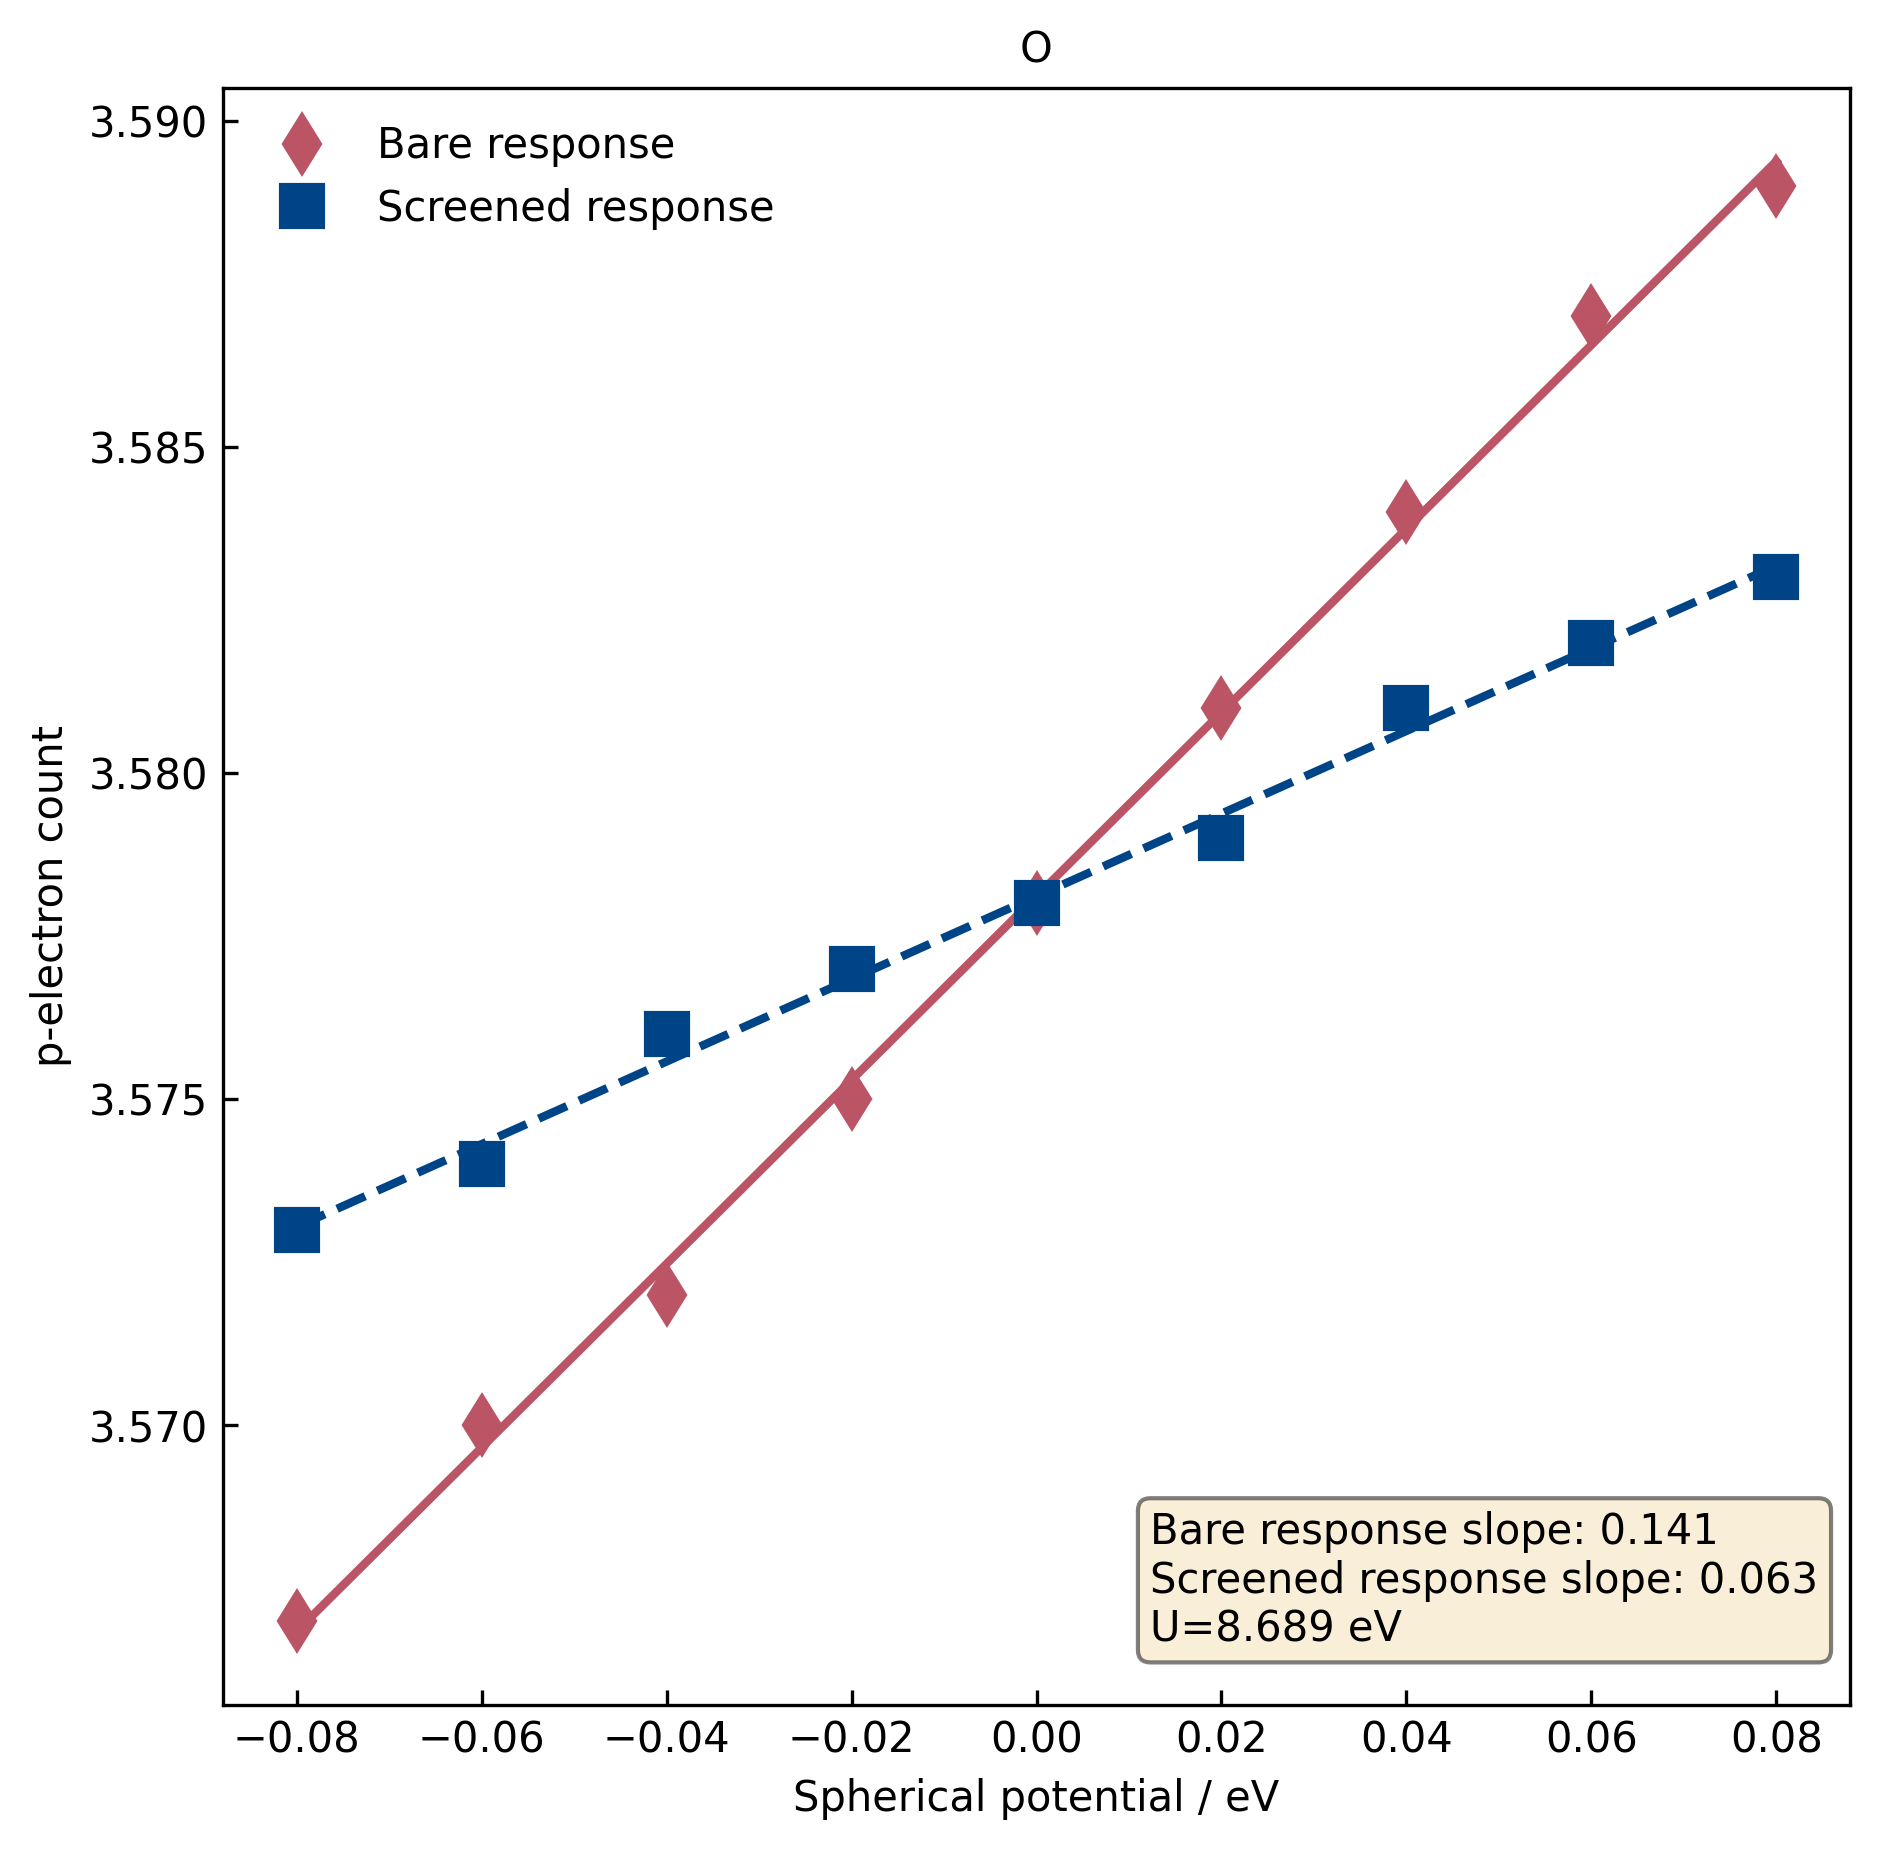 O
3.590
3.585
3.580
3.575
3.570
p-electron count
Bare response
Screened response
Bare response slope: 0.141
Screened response slope: 0.063
U=8.689 eV
−0.08 −0.06 −0.04 −0.02 0.00 0.02 0.04 0.06 0.08
Spherical potential / eV